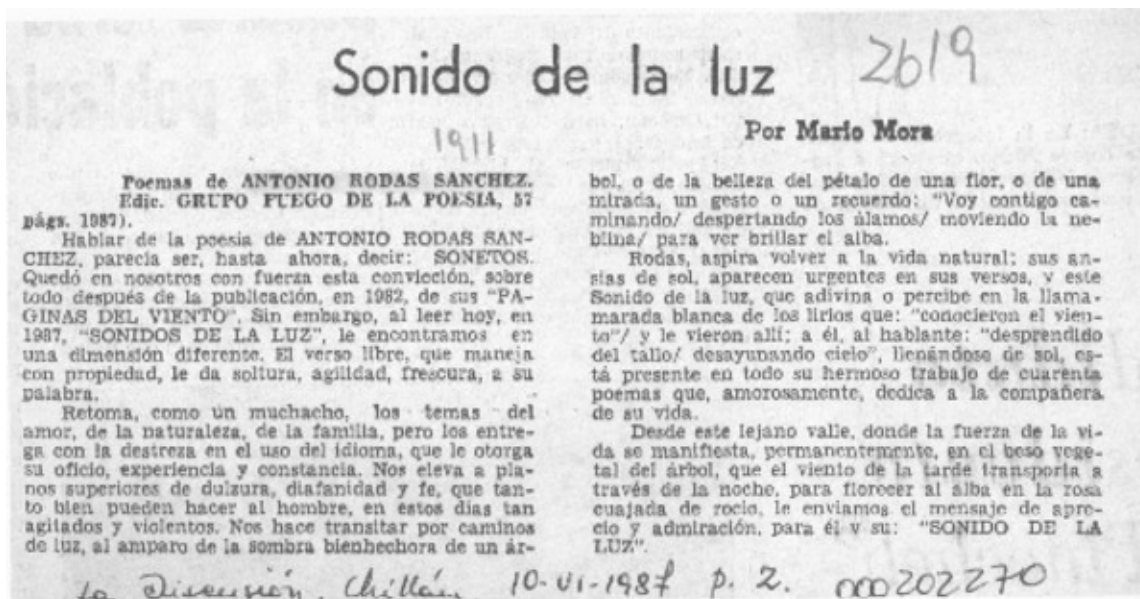 Sonido de la luz
2619
1911
Por Mario Mora
Poemas de ANTONIO RODAS SANCHEZ.
Edic. GRUPO FUEGO DE LA POESIA, 57
págs. 1987).
Hablar de la poesia de ANTONIO RODAS SAN-
CHEZ, parecía ser, hasta ahora, decir: SONETOS.
Quedó en nosotros con fuerza esta convicción, sobre
todo después de la publicación, en 1982, de sus "PA-
GINAS DEL VIENTO". Sin embargo, al leer hoy, en
1987, "SONIDOS DE LA LUZ", le encontramos en
una dimensión diferente. El verso libre, que maneja
con propiedad, le da soltura, agilidad, frescura, a su
palabra.
Retoma, como un muchacho, los temas del
amor, de la naturaleza, de la familia, pero los entre-
ga con la destreza en el uso del idioma, que le otorga
su oficio, experiencia y constancia. Nos eleva a pla-
nos superiores de dulzura, diafanidad y fe, que tan-
to bien pueden hacer al hombre, en estos días tan
agitados y violentos. Nos hace transitar por caminos
de luz, al amparo de la sombra bienhechora de un ár-
bol, o de la belleza del pétalo de una flor, o de una
mirada, un gesto o un recuerdo: "Voy contigo ca-
minando/ despertando los álamos/ moviendo la ne-
blina/ para ver brillar el alba.
Rodas, aspira volver a la vida natural; sus an-
sias de sol, aparecen urgentes en sus versos, y este
Sonido de la luz, que adivina o percibe en la llama-
marada blanca de los lirios que: "conocieron el vien-
to"/ y le vieron allí; a él, al hablante: "desprendido
del tallo/ desayunando cielo", llenándose de sol, es-
tá presente en todo su hermoso trabajo de cuarenta
poemas que, amorosamente, dedica a la compañera
de su vida.
Desde este lejano valle, donde la fuerza de la vi-
da se manifiesta, permanentemente, en el beso vege-
tal del árbol, que el viento de la tarde transporta a
través de la noche, para florecer al alba en la rosa
cuajada de rocío, le enviamos el mensaje de apre-
cio y admiración, para él y su: "SONIDO DE LA
LUZ".
La Discusión, Chillán 10-VI-1987 p. 2. 000202270